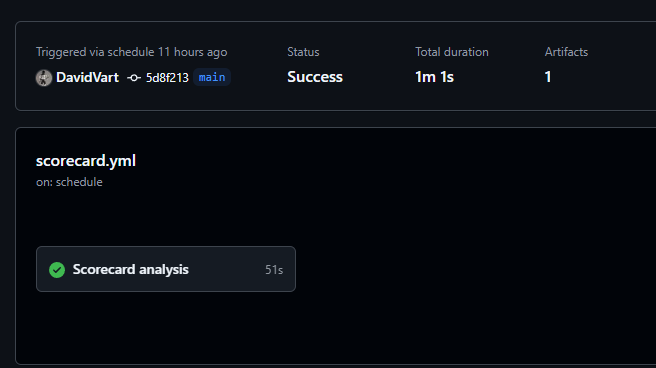 Triggered via schedule 11 hours ago
DavidVart 5d8f213 main
Status
Success
Total duration
1m 1s
Artifacts
1
scorecard.yml
on: schedule
Scorecard analysis 51s